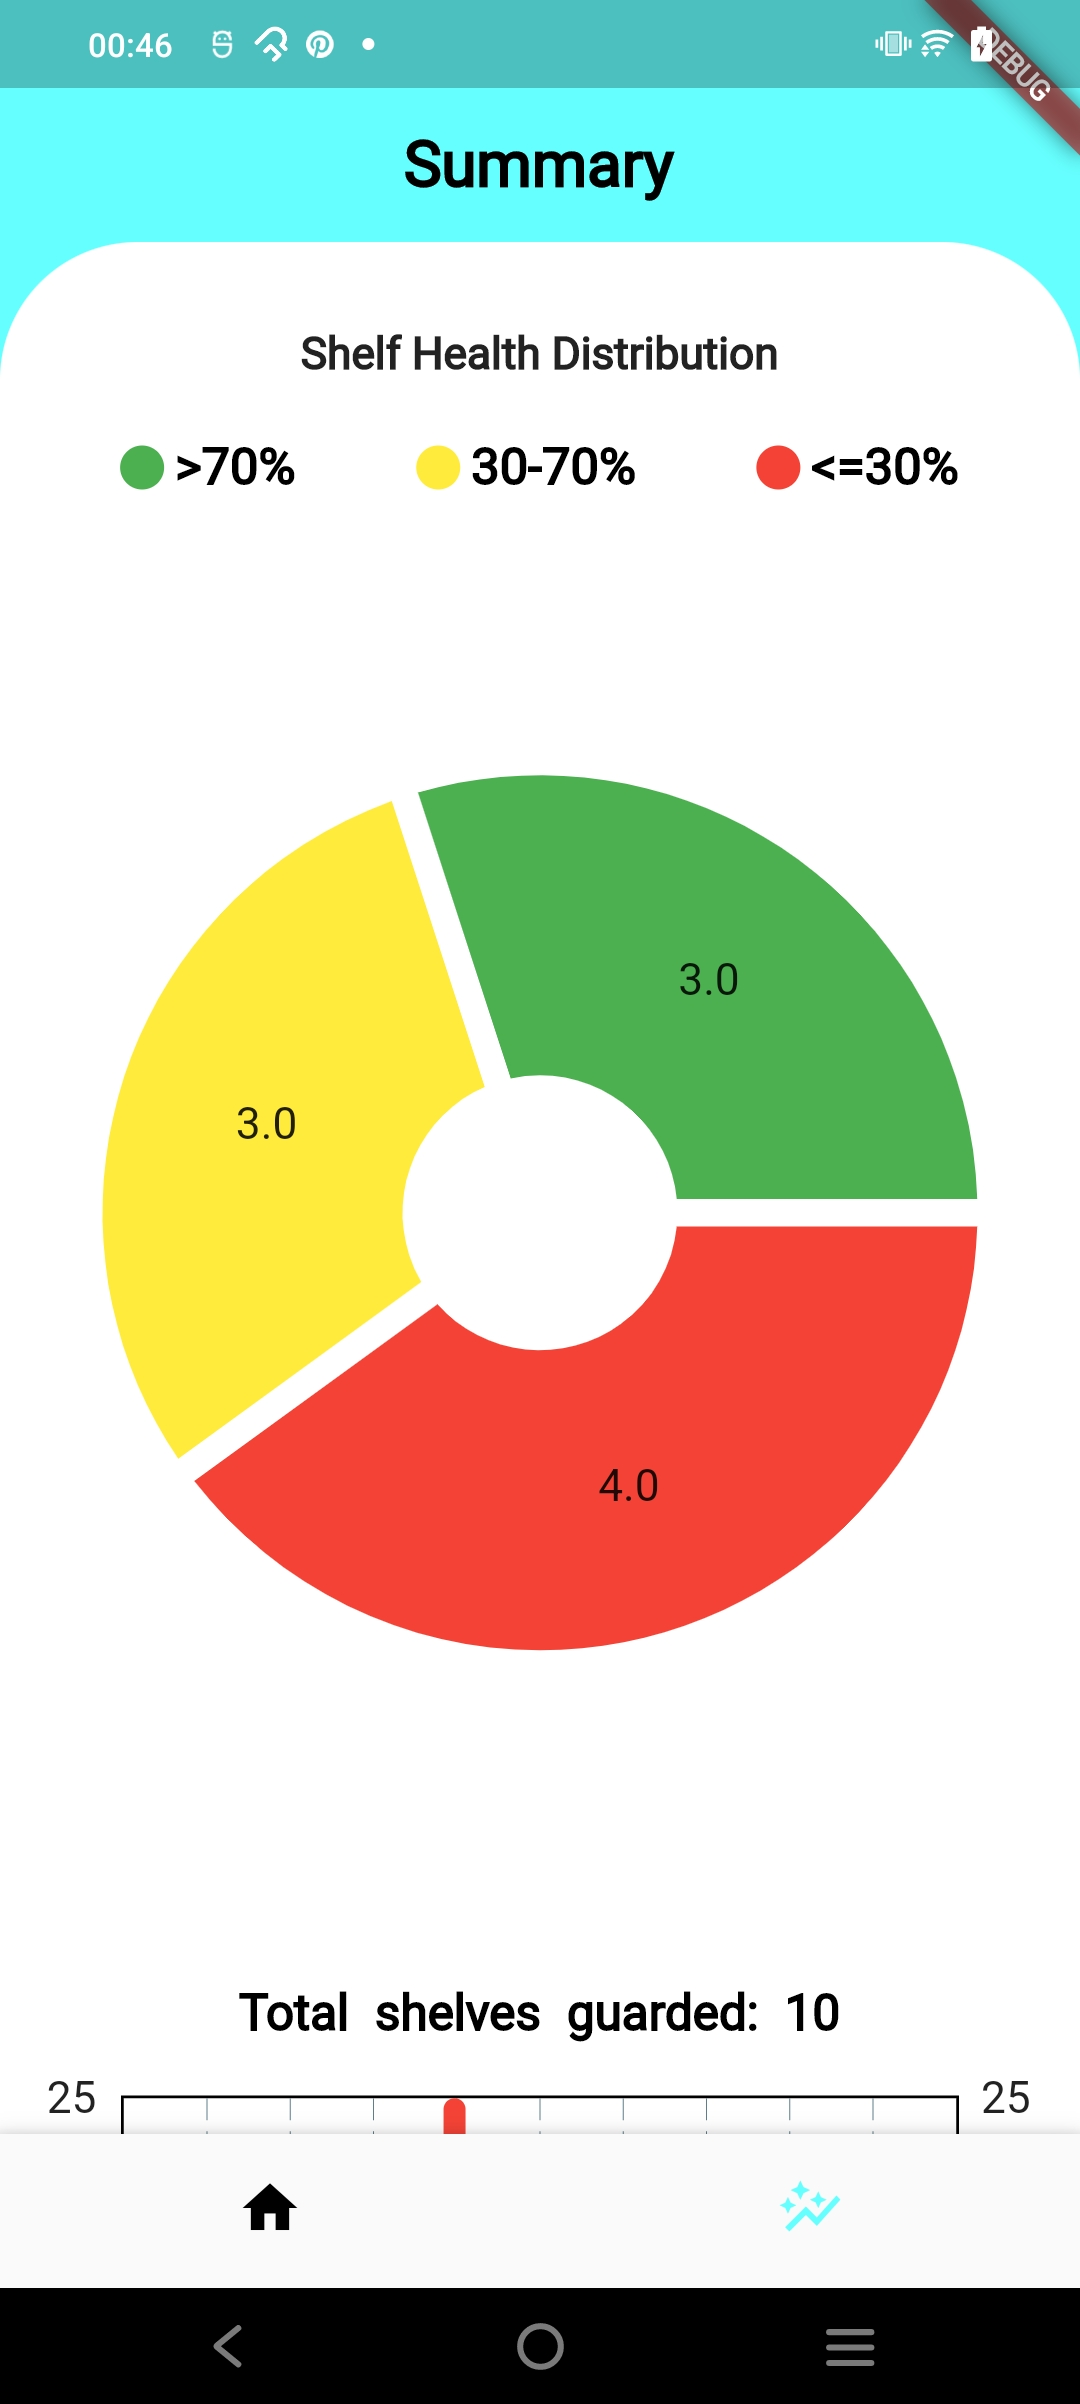 00:46
DEBUG
Summary
Shelf Health Distribution
>70% 30-70% <=30%
3.0
3.0
4.0
Total shelves guarded: 10
25 25